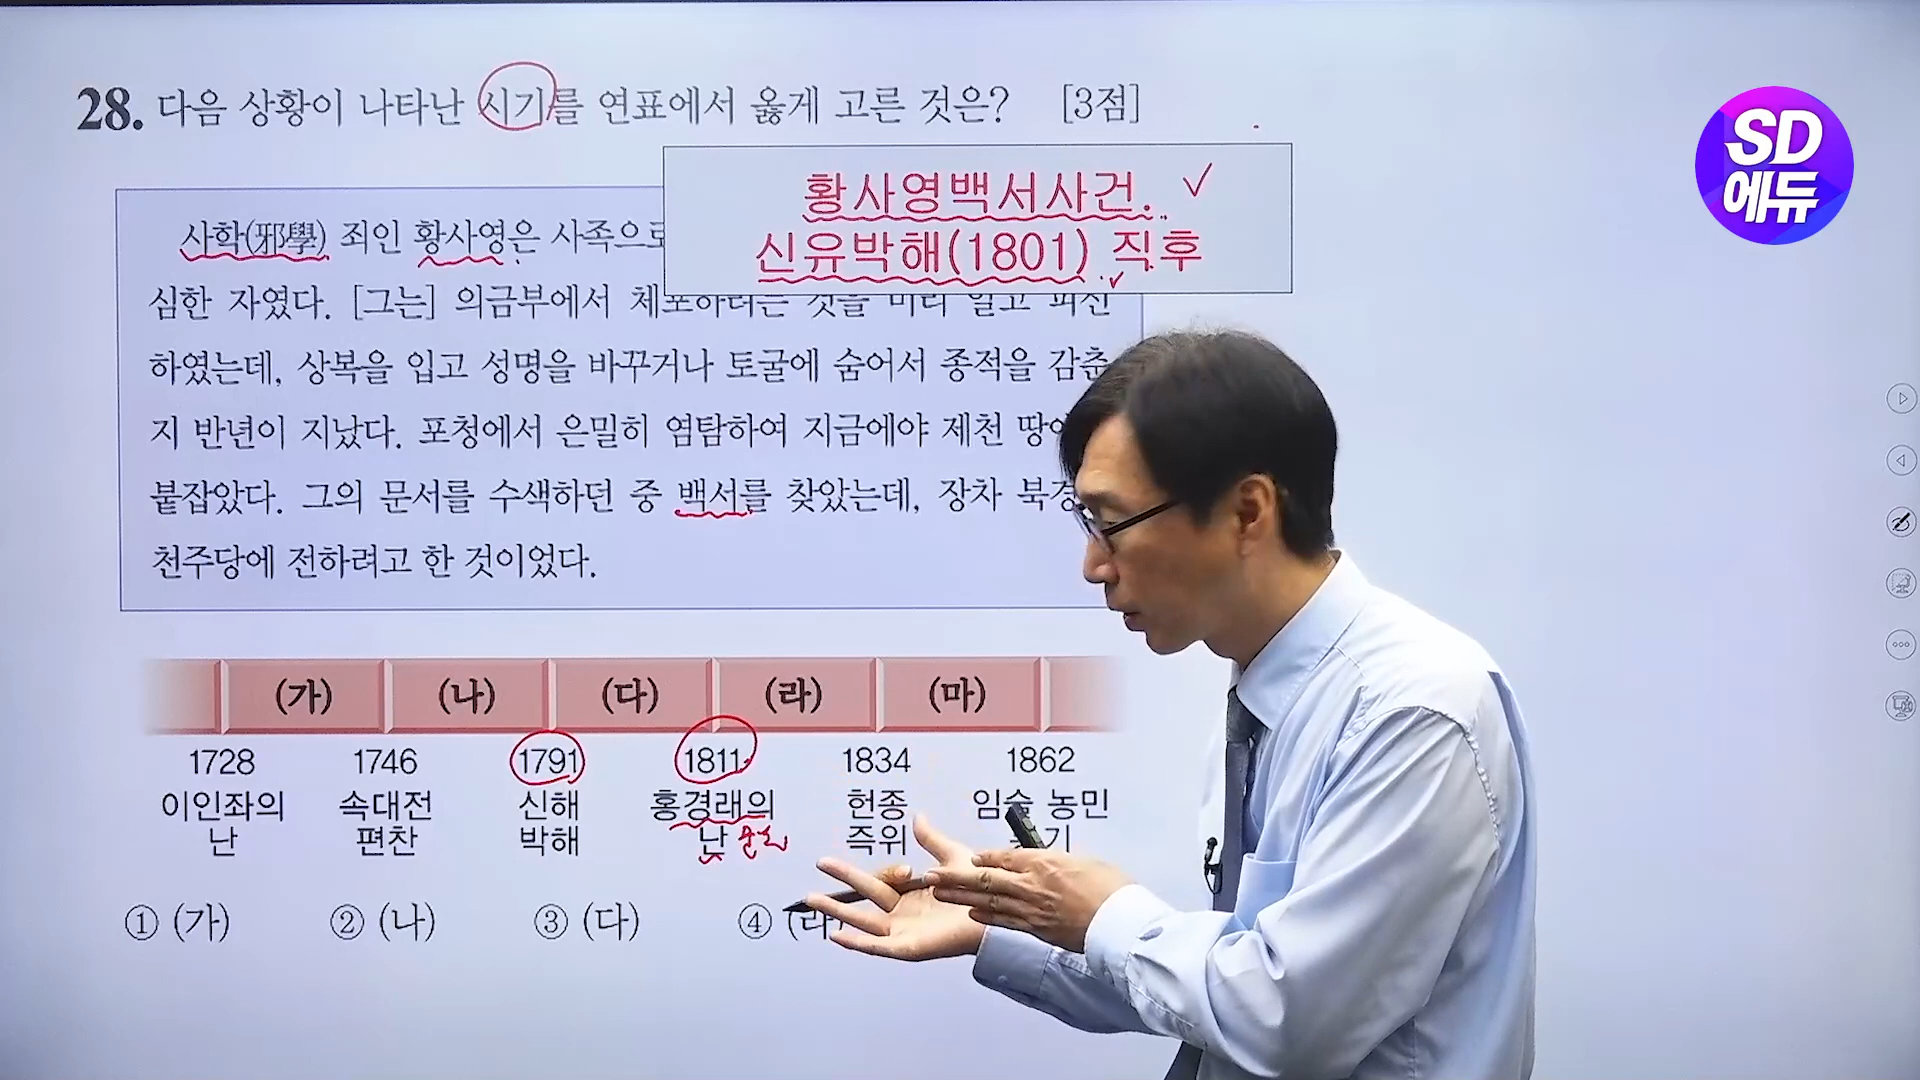 28. 다음 상황이 나타난 시기를 연표에서 옳게 고른 것은? [3점]
황사영백서사건.
신유박해(1801) 직후
SD
에듀
사학(邪學) 죄인 황사영은 사족으로
심한 자였다. [그는] 의금부에서 체포하려는 것을 미리 알고 피신
하였는데, 상복을 입고 성명을 바꾸거나 토굴에 숨어서 종적을 감춘
지 반년이 지났다. 포청에서 은밀히 염탐하여 지금에야 제천 땅에
붙잡았다. 그의 문서를 수색하던 중 백서를 찾았는데, 장차 북경
천주당에 전하려고 한 것이었다.
(가) (나) (다) (라) (마)
1728 1746 1791 1811 1834 1862
이인좌의 속대전 신해 홍경래의 헌종 임술 농민
난 편찬 박해 난 즉위 기
① (가) ② (나) ③ (다) ④ (라)